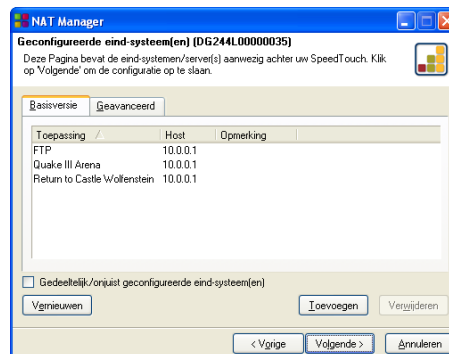 NAT Manager
Geconfigureerde eind-systeem(en) (DG244L00000035)
Deze Pagina bevat de eind-systemen/server(s) aanwezig achter uw SpeedTouch. Klik
op 'Volgende' om de configuratie op te slaan.
Basisversie Geavanceerd
Toepassing Host Opmerking
FTP 10.0.0.1
Quake III Arena 10.0.0.1
Return to Castle Wolfenstein 10.0.0.1
Gedeeltelijk/onjuist geconfigureerde eind-systeem(en)
Vernieuwen Toevoegen Verwijderen
< Vorige Volgende > Annuleren